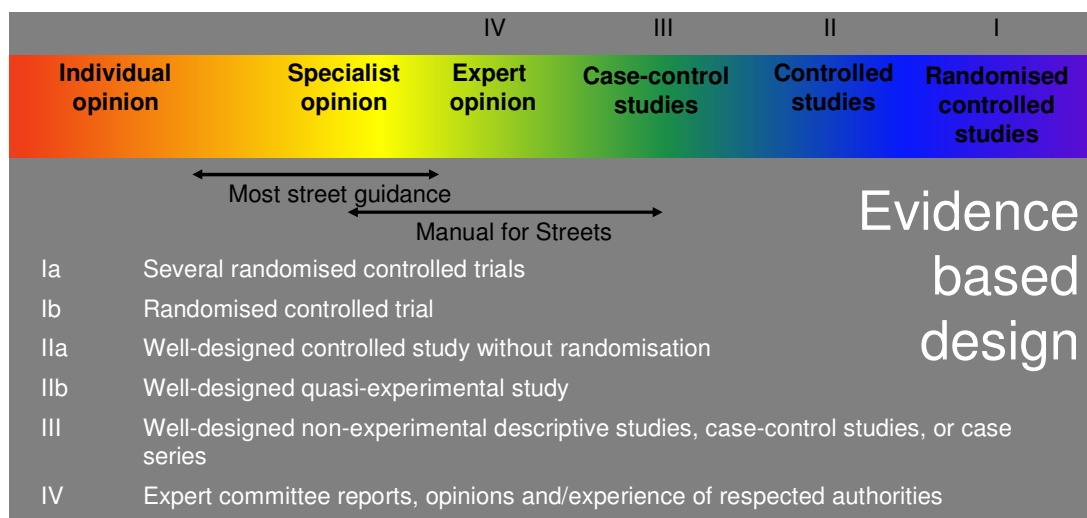 IV III II I
Individual opinion
Specialist opinion
Expert opinion
Case-control studies
Controlled studies
Randomised controlled studies
Most street guidance
Manual for Streets
Evidence
based
design
Ia Several randomised controlled trials
Ib Randomised controlled trial
IIa Well-designed controlled study without randomisation
IIb Well-designed quasi-experimental study
III Well-designed non-experimental descriptive studies, case-control studies, or case
series
IV Expert committee reports, opinions and/experience of respected authorities